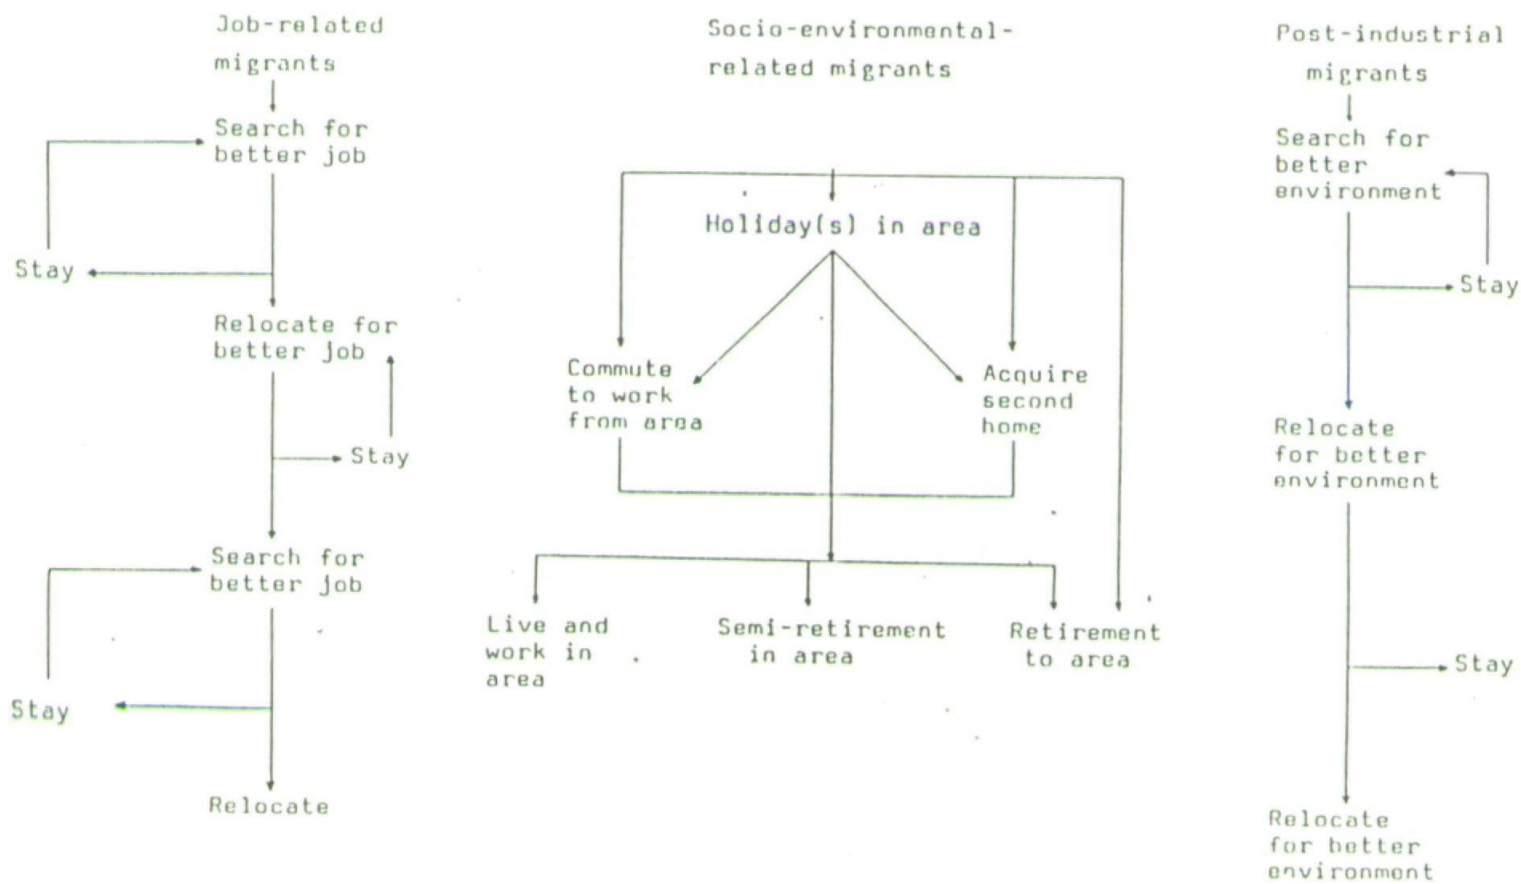 Job-related
migrants
Search for
better job
Stay
Relocate for
better job
Stay
Search for
better job
Stay
Relocate
Socio-environmental-
related migrants
Holiday(s) in area
Commute
to work
from area
Acquire
second
home
Live and
work in
area
Semi-retirement
in area
Retirement
to area
Post-industrial
migrants
Search for
better
environment
Stay
Relocate
for better
environment
Stay
Relocate
for better
environment